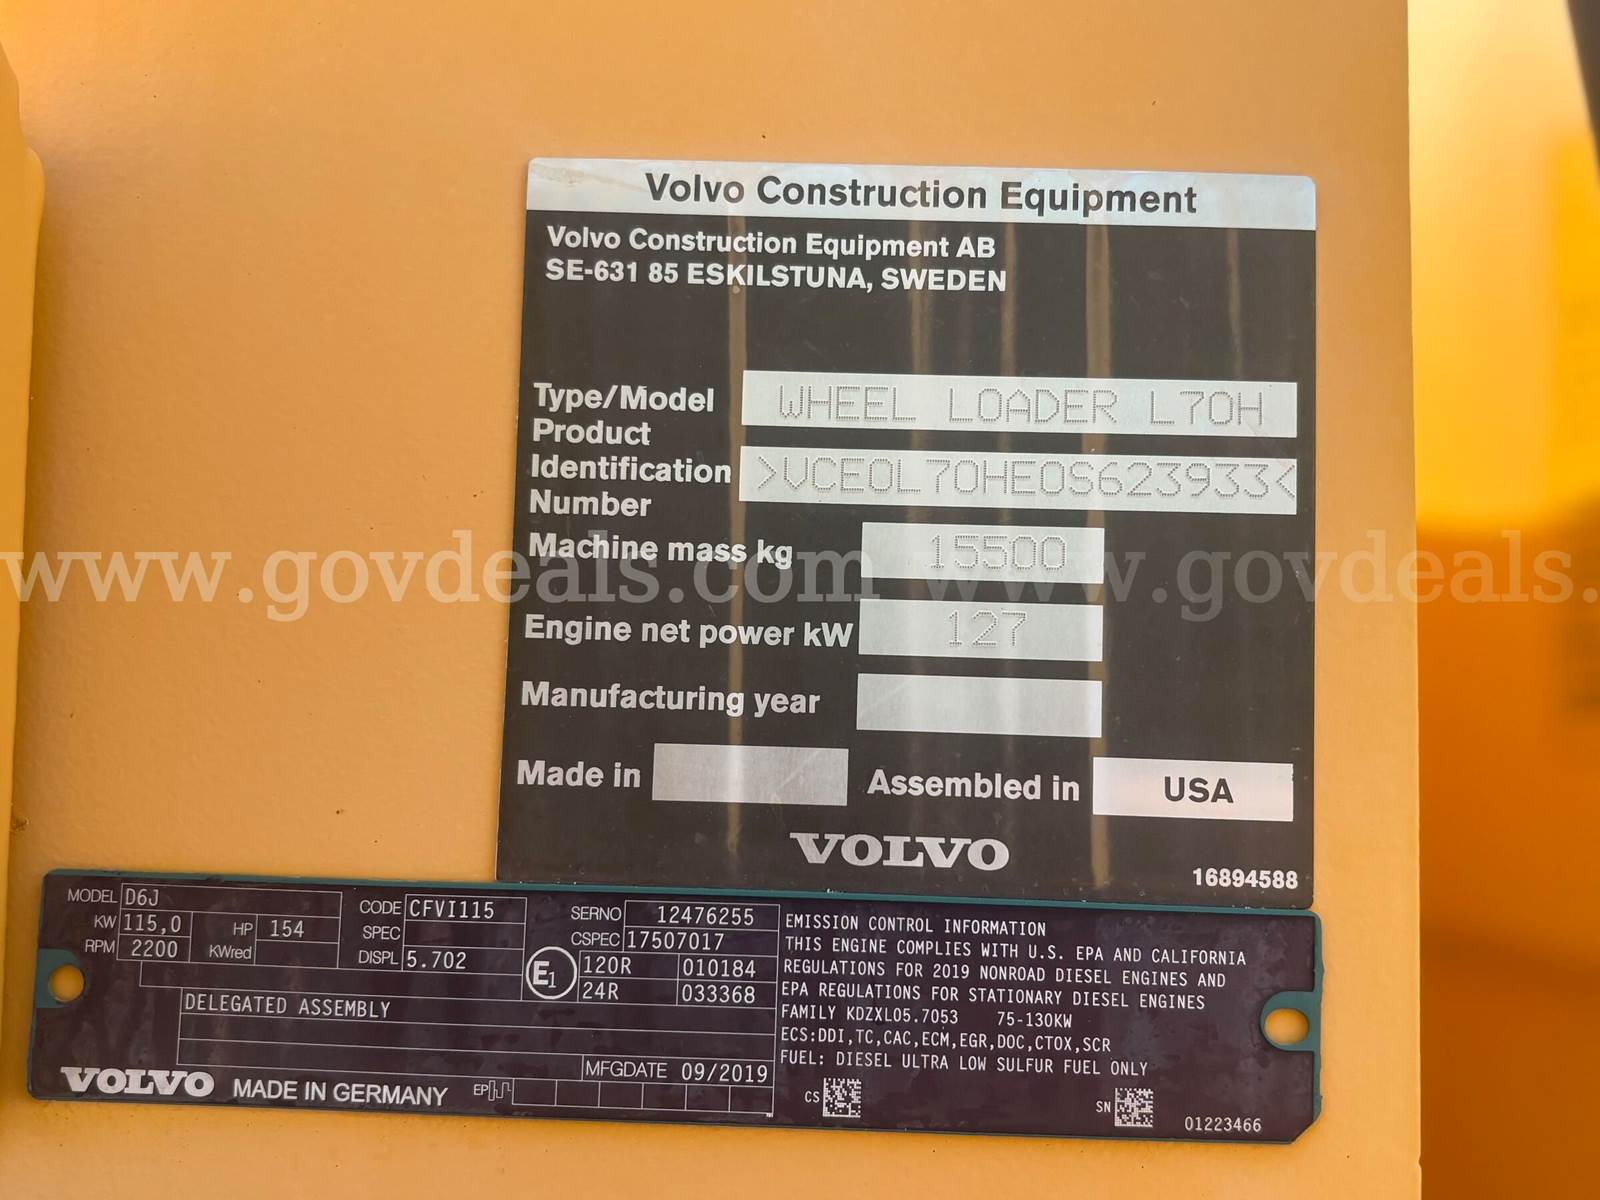 Volvo Construction Equipment
Volvo Construction Equipment AB
SE-631 85 ESKILSTUNA, SWEDEN
Type/Model WHEEL LOADER L70H
Product
Identification >VCE0L70HE0S623933<
Number
Machine mass kg 15500
www.govdeals.com www.govdeals.
Engine net power kW 127
Manufacturing year
Made in Assembled in USA
VOLVO
16894588
MODEL D6J
KW 115,0 HP 154
RPM 2200 KWred
CODE CFVI115
SPEC
DISPL 5.702
SERNO 12476255
CSPEC 17507017
E1 120R 010184
24R 033368
DELEGATED ASSEMBLY
MFGDATE 09/2019
VOLVO MADE IN GERMANY EP
EMISSION CONTROL INFORMATION
THIS ENGINE COMPLIES WITH U.S. EPA AND CALIFORNIA
REGULATIONS FOR 2019 NONROAD DIESEL ENGINES AND
EPA REGULATIONS FOR STATIONARY DIESEL ENGINES
FAMILY KDZXL05.7053 75-130KW
ECS:DDI,TC,CAC,ECM,EGR,DOC,CTOX,SCR
FUEL: DIESEL ULTRA LOW SULFUR FUEL ONLY
CS SN 01223466